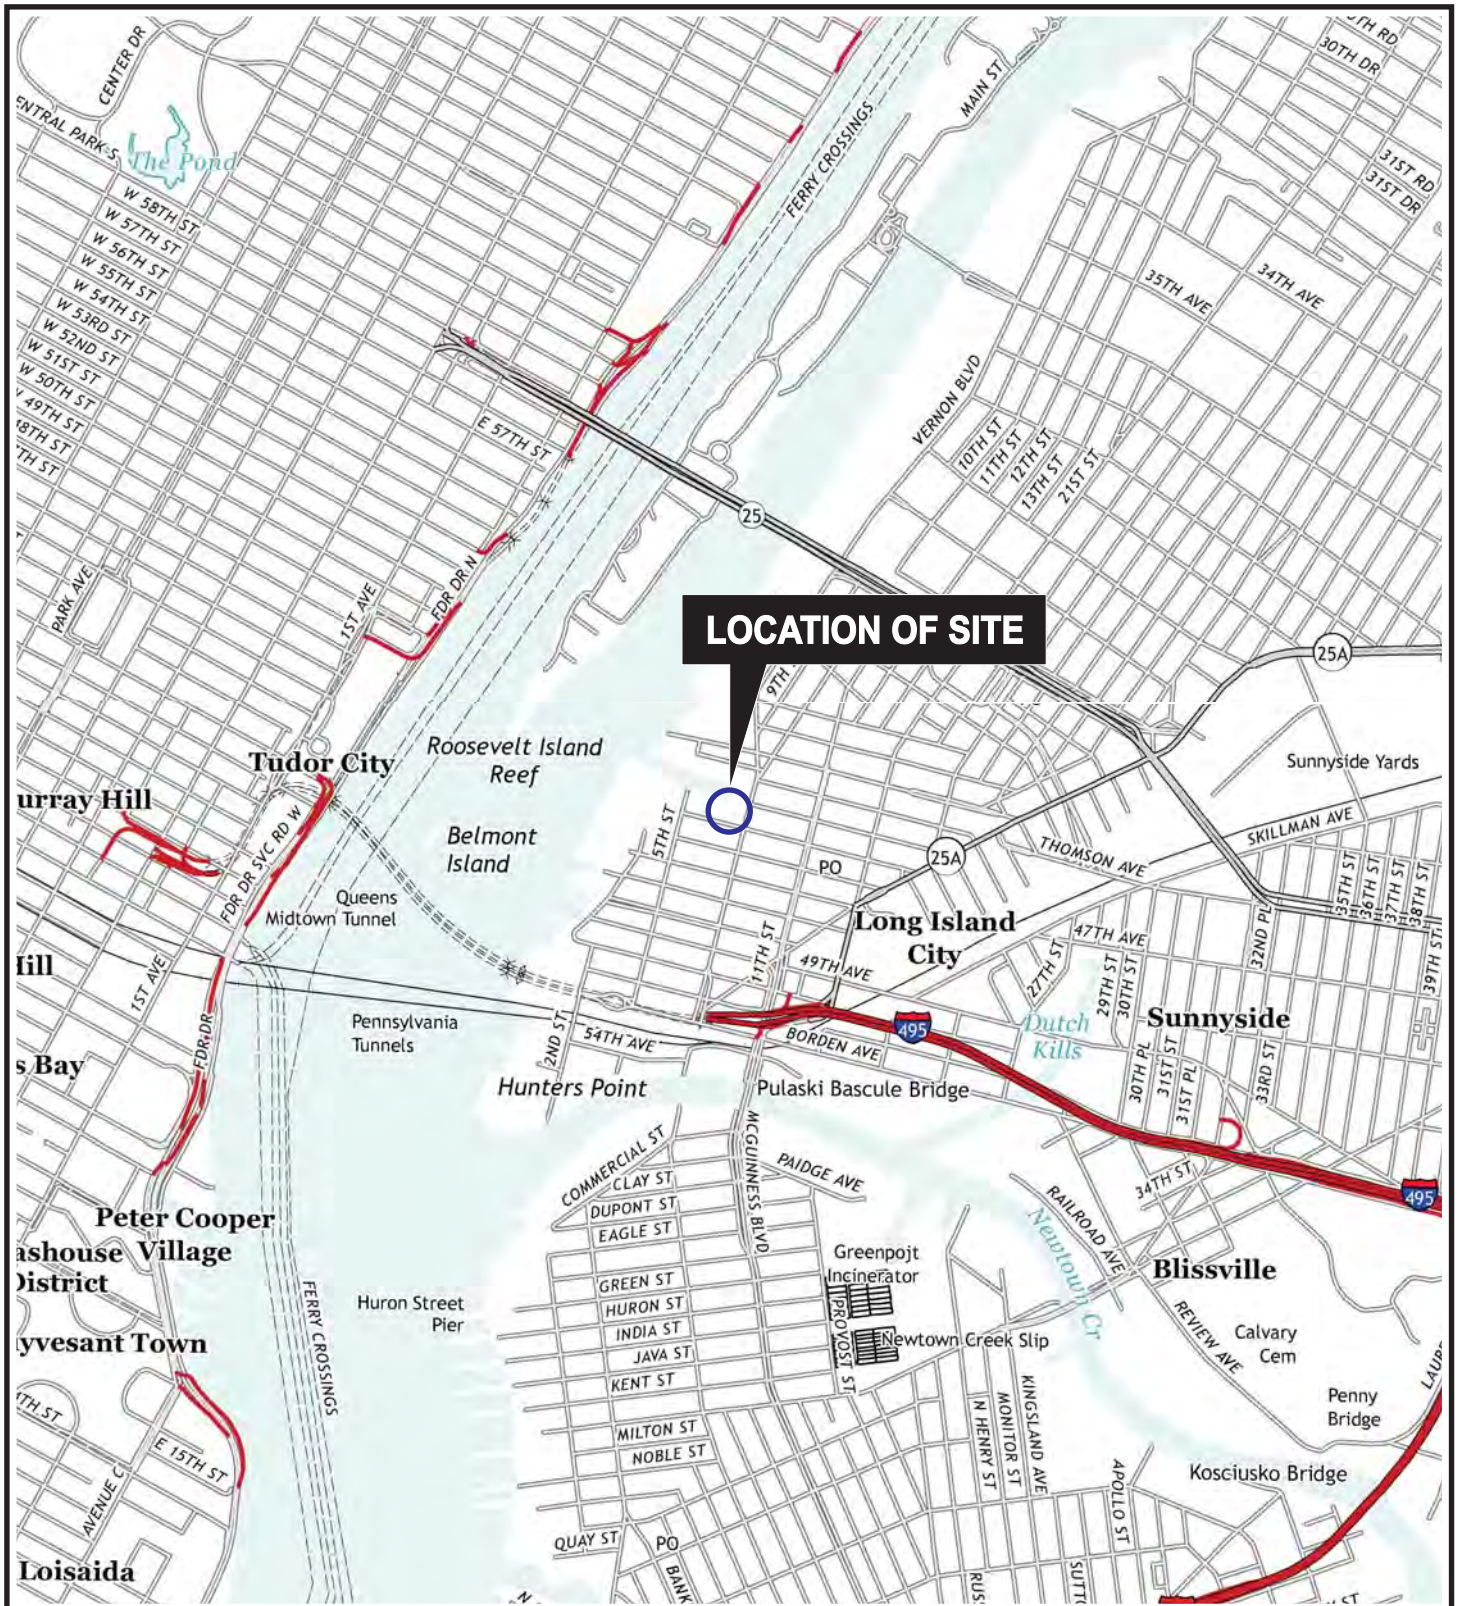 CENTER DR
ENTRAL PARK S
The Pond
W 58TH ST
W 57TH ST
W 56TH ST
W 55TH ST
W 54TH ST
W 53RD ST
W 52ND ST
W 51ST ST
W 50TH ST
49TH ST
48TH ST
TH ST
FERRY CROSSINGS
MAIN ST
TH RD
30TH DR
31ST RD
31ST DR
35TH AVE
34TH AVE
VERNON BLVD
10TH ST
11TH ST
12TH ST
13TH ST
21ST ST
E 57TH ST
25
PARK AVE
1ST AVE
FDR DR N
LOCATION OF SITE
9TH
25A
Roosevelt Island
Reef
Tudor City
urray Hill
Sunnyside Yards
SKILLMAN AVE
Belmont
Island
5TH ST
PO
25A
THOMSON AVE
35TH ST
36TH ST
37TH ST
38TH ST
FDR DR SVC RD W
Queens
Midtown Tunnel
Long Island
City
11TH ST
49TH AVE
47TH AVE
27TH ST
29TH ST
30TH ST
32ND PL
39TH ST
Hill
1ST AVE
FDR DR
Pennsylvania
Tunnels
2ND ST
54TH AVE
BORDEN AVE
495
Dutch
Kills
Sunnyside
s Bay
Hunters Point
Pulaski Bascule Bridge
30TH PL
31ST ST
31ST PL
33RD ST
COMMERCIAL ST
MCGUINNESS BLVD
PAIDGE AVE
34TH ST
495
CLAY ST
DUPONT ST
EAGLE ST
Peter Cooper
Village
ashouse
District
RAILROAD AVE
Newtown Cr
Blissville
Greenpojt
Incinerator
GREEN ST
HURON ST
INDIA ST
JAVA ST
KENT ST
Huron Street
Pier
FERRY CROSSINGS
PROVOST ST
Newtown Creek Slip
REVIEW AVE
Calvary
Cem
yvesant Town
Penny
Bridge
LAUR
MILTON ST
NOBLE ST
N HENRY ST
MONITOR ST
KINGSLAND AVE
APOLLO ST
Kosciusko Bridge
TH ST
E 15TH ST
AVENUE C
QUAY ST
PO
BANK
N
RUS
SUTT
ST
Loisaida